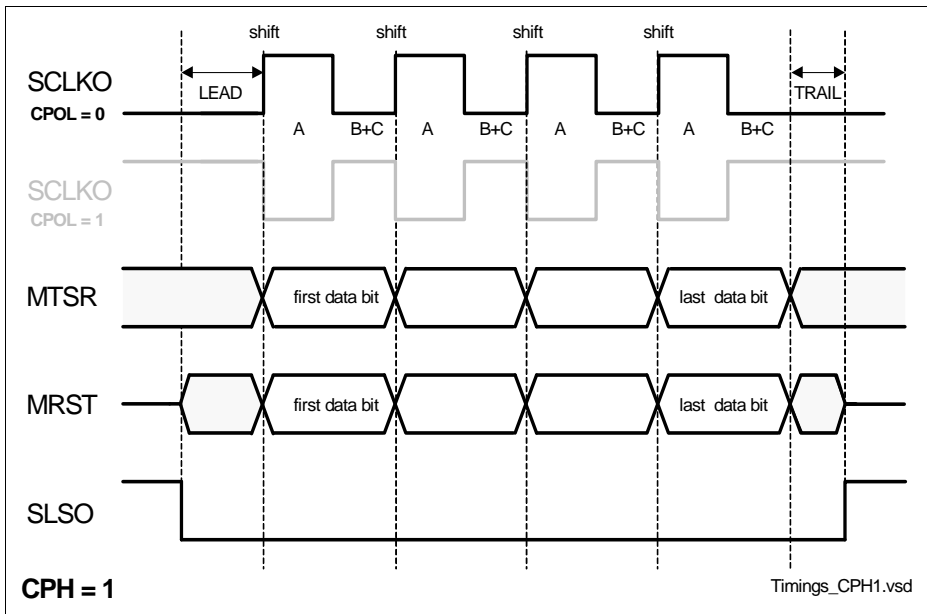 shift shift shift shift
SCLKO
CPOL = 0
LEAD
TRAIL
A B+C A B+C A B+C A B+C
SCLKO
CPOL = 1
MTSR
first data bit
last data bit
MRST
first data bit
last data bit
SLSO
CPH = 1
Timings_CPH1.vsd